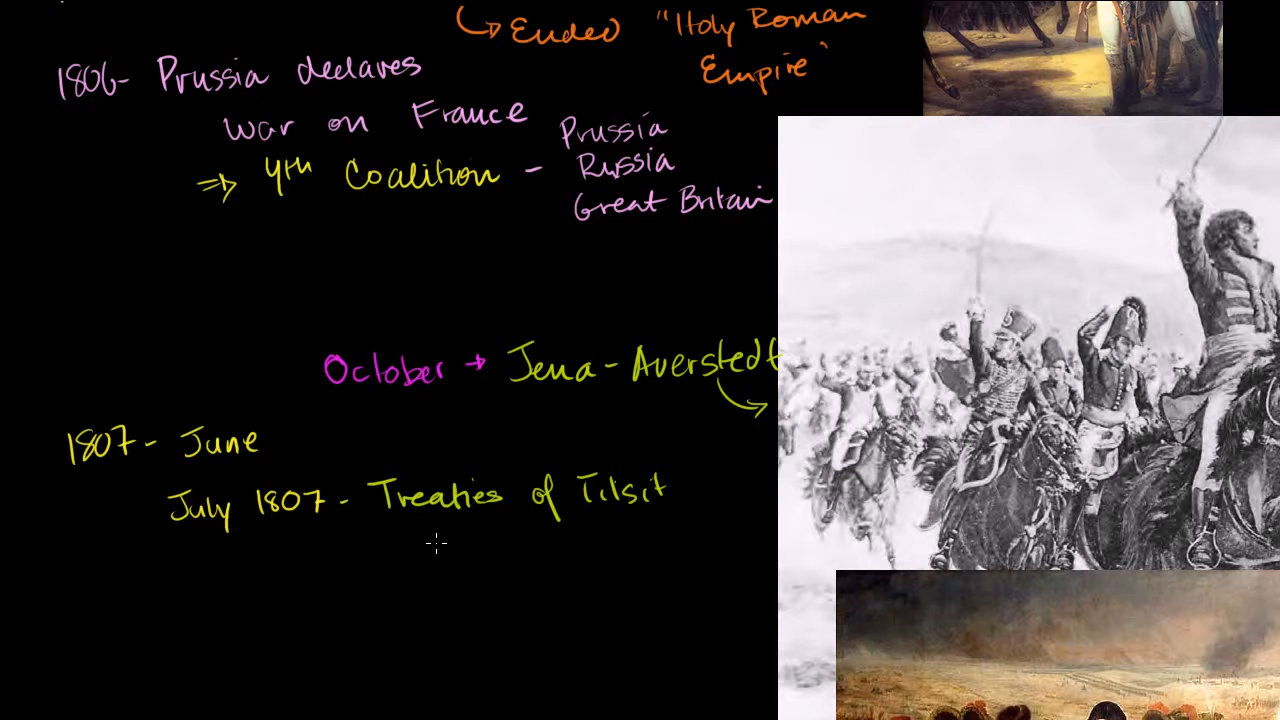 ↳ Ended "Holy Roman
Empire"
1806- Prussia declares
war on France
⇒ 4th Coalition - Prussia
Russia
Great Britain
October → Jena - Auerstedt
1807 - June
July 1807 - Treaties of Tilsit